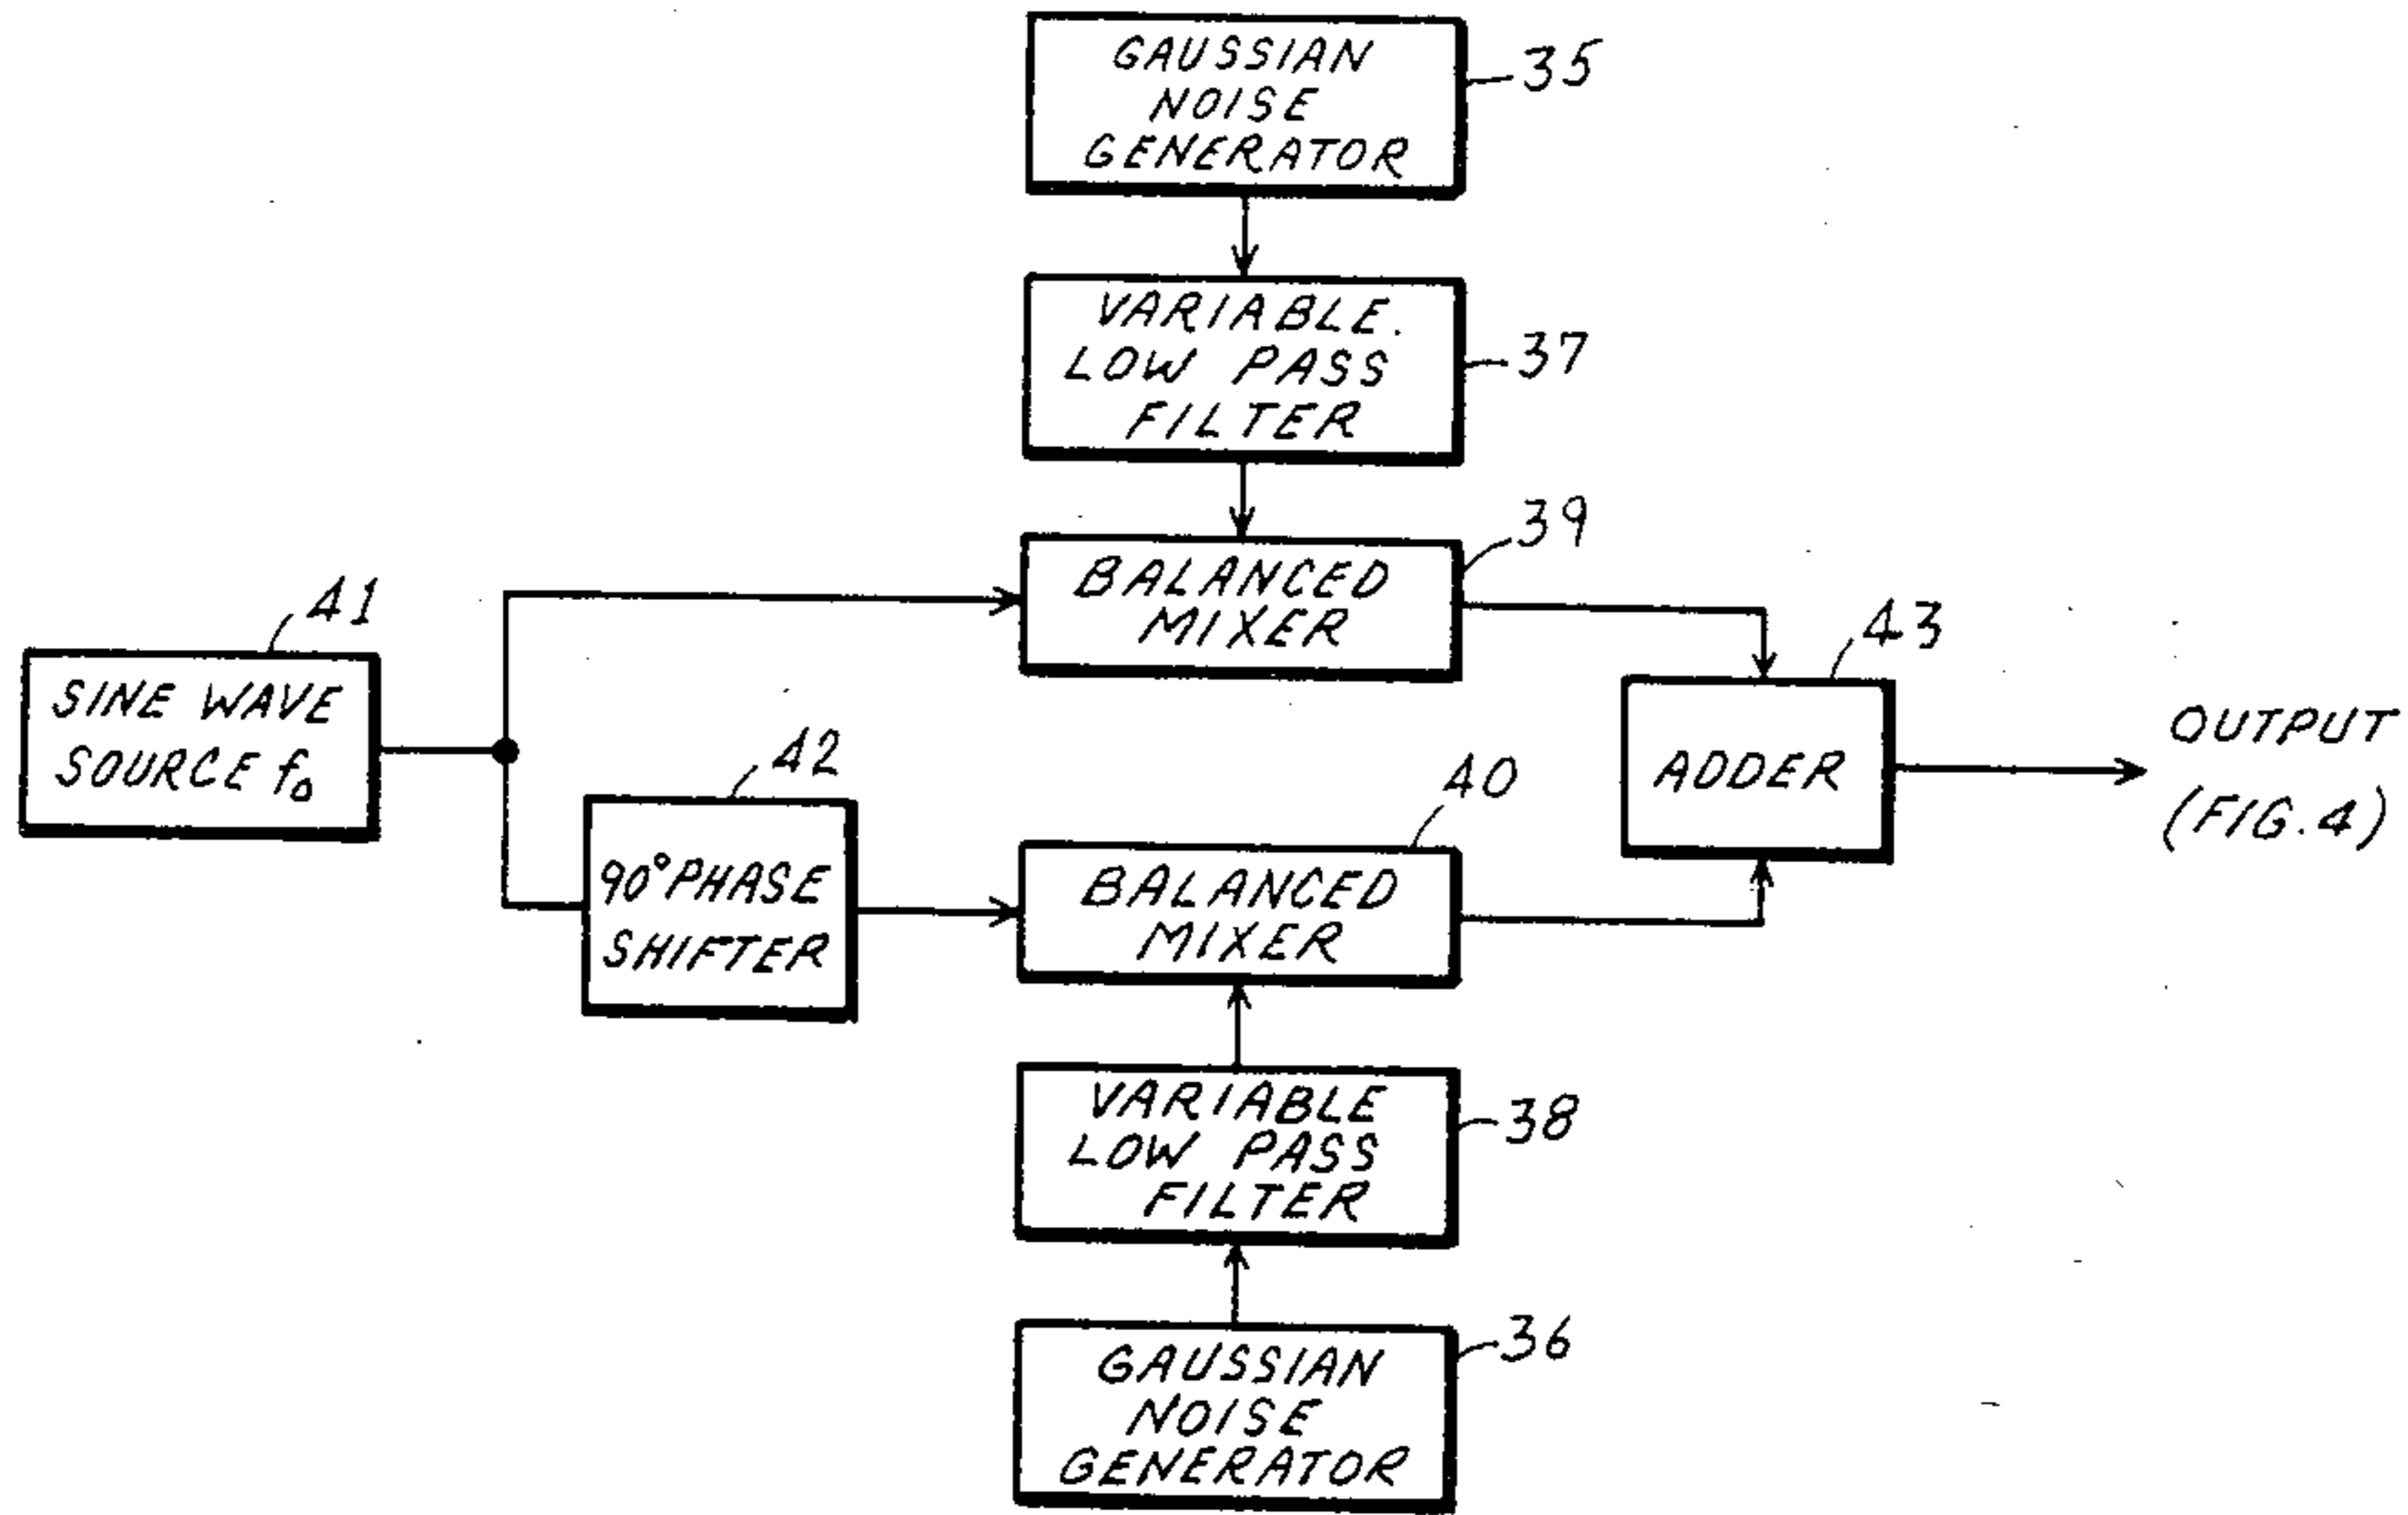 GAUSSIAN
NOISE
GENERATOR
35
VARIABLE.
LOW PASS
FILTER
37
39
BALANCED
MIXER
41
SINE WAVE
SOURCE f₀
43
ADDER
OUTPUT
(FIG. 4)
42
90° PHASE
SHIFTER
40
BALANCED
MIXER
VARIABLE
LOW PASS
FILTER
38
GAUSSIAN
NOISE
GENERATOR
36